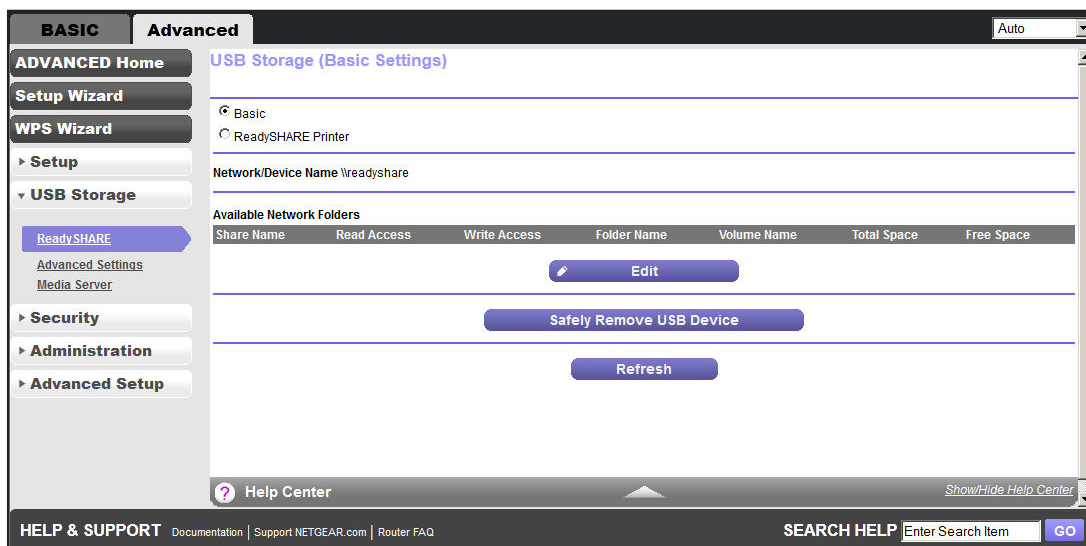 BASIC
Advanced
Auto
ADVANCED Home
Setup Wizard
WPS Wizard
Setup
USB Storage
ReadySHARE
Advanced Settings
Media Server
Security
Administration
Advanced Setup
USB Storage (Basic Settings)
Basic
ReadySHARE Printer
Network/Device Name \\readyshare
Available Network Folders
Share Name Read Access Write Access Folder Name Volume Name Total Space Free Space
Edit
Safely Remove USB Device
Refresh
? Help Center
Show/Hide Help Center
HELP & SUPPORT Documentation | Support NETGEAR.com | Router FAQ
SEARCH HELP Enter Search Item GO